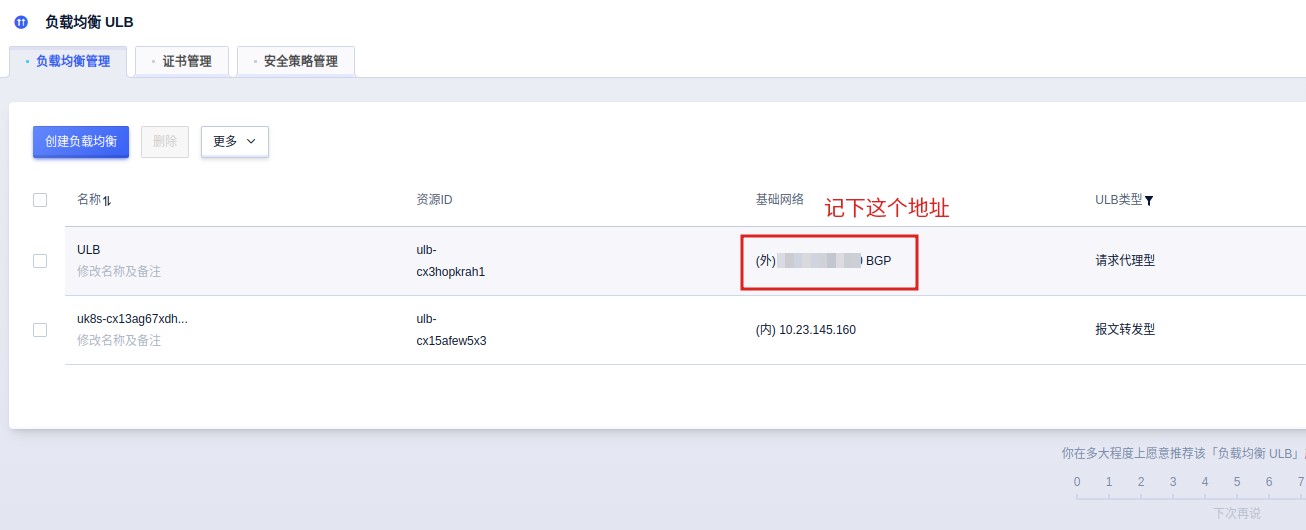 负载均衡 ULB
负载均衡管理
证书管理
安全策略管理
创建负载均衡
删除
更多
名称
资源ID
基础网络
记下这个地址
ULB类型
ULB
修改名称及备注
ulb-
cx3hopkrah1
(外) BGP
请求代理型
uk8s-cx13ag67xdh...
修改名称及备注
ulb-
cx15afew5x3
(内) 10.23.145.160
报文转发型
你在多大程度上愿意推荐该「负载均衡 ULB」
0 1 2 3 4 5 6 7
下次再说